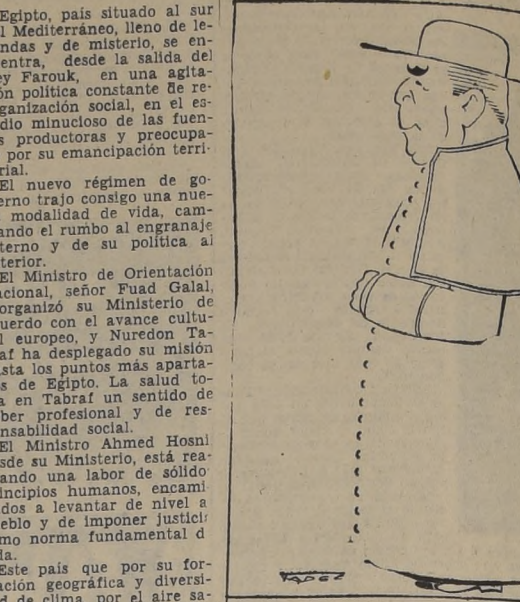 Egipto, país situado al sur
l Mediterráneo, lleno de le-
ndas y de misterio, se en-
entra, desde la salida del
ey Farouk, en una agita-
ón política constante de re-
ganización social, en el es-
dio minucioso de las fuen-
s productoras y preocupa-
por su emancipación terri-
rial.
El nuevo régimen de go-
erno trajo consigo una nue-
modalidad de vida, cam-
ando el rumbo al engranaje
terno y de su política al
terior.
El Ministro de Orientación
acional, señor Fuad Galal,
organizó su Ministerio de
uerdo con el avance cultu-
l europeo, y Nuredon Ta-
af ha desplegado su misión
sta los puntos más aparta-
s de Egipto. La salud to-
a en Tabraf un sentido de
ber profesional y de res-
nsabilidad social.
El Ministro Ahmed Hosni
sde su Ministerio, está rea-
ando una labor de sólido
incipios humanos, encami
dos a levantar de nivel a
eblo y de imponer justici
mo norma fundamental d
da.
Este país que por su for-
ación geográfica y diversi-
d de clima, por el aire sa-